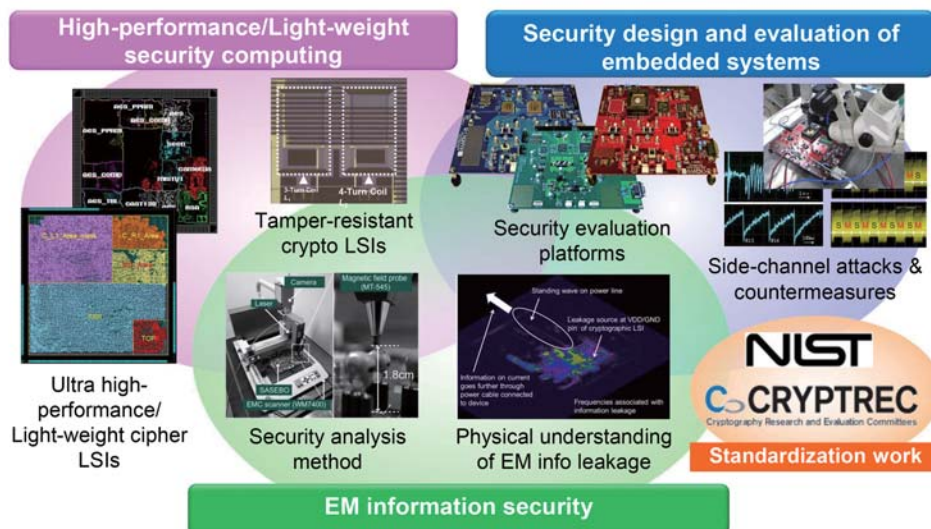 High-performance/Light-weight
security computing
Security design and evaluation of
embedded systems
3-Turn Coil
4-Turn Coil
Tamper-resistant
crypto LSIs
Security evaluation
platforms
Side-channel attacks &
countermeasures
Ultra high-
performance/
Light-weight cipher
LSIs
TOP
Camera
Laser
Magnetic field probe
(MT-545)
SASEBO
EMC scanner (WM7400)
1.8cm
Security analysis
method
Standing wave on power line
Leakage source at VDD/GND
pin of cryptographic LSI
Information on current
goes further through
power cable connected
to device
Frequencies associated with
information leakage
Physical understanding
of EM info leakage
NIST
CRYPTREC
Cryptography Research and Evaluation Committees
Standardization work
EM information security